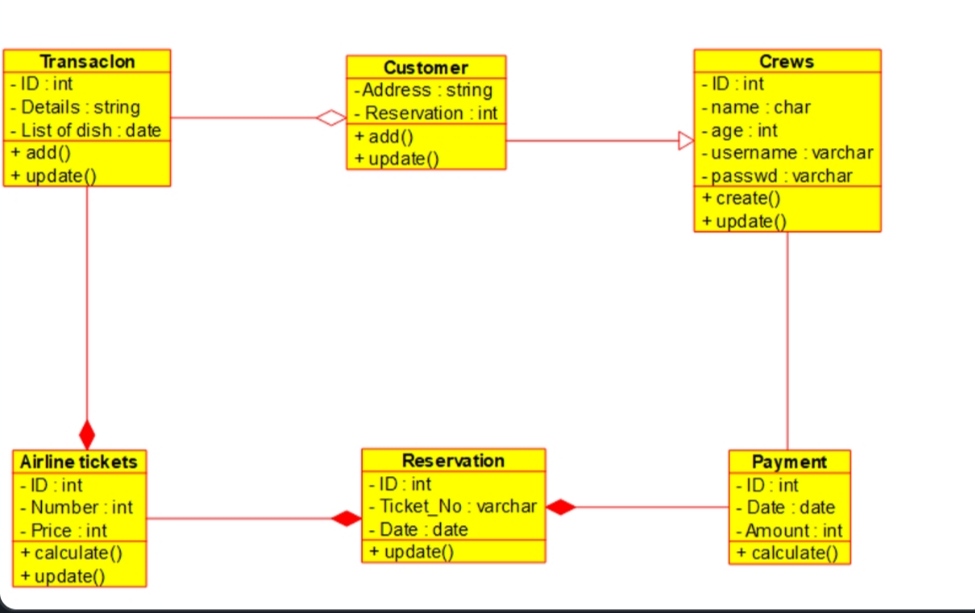 Transacion
- ID : int
- Details : string
- List of dish : date
+ add()
+ update()
Customer
- Address : string
- Reservation : int
+ add()
+ update()
Crews
- ID : int
- name : char
- age : int
- username : varchar
- passwd : varchar
+ create()
+ update()
Airline tickets
- ID : int
- Number : int
- Price : int
+ calculate()
+ update()
Reservation
- ID : int
- Ticket_No : varchar
- Date : date
+ update()
Payment
- ID : int
- Date : date
- Amount : int
+ calculate()